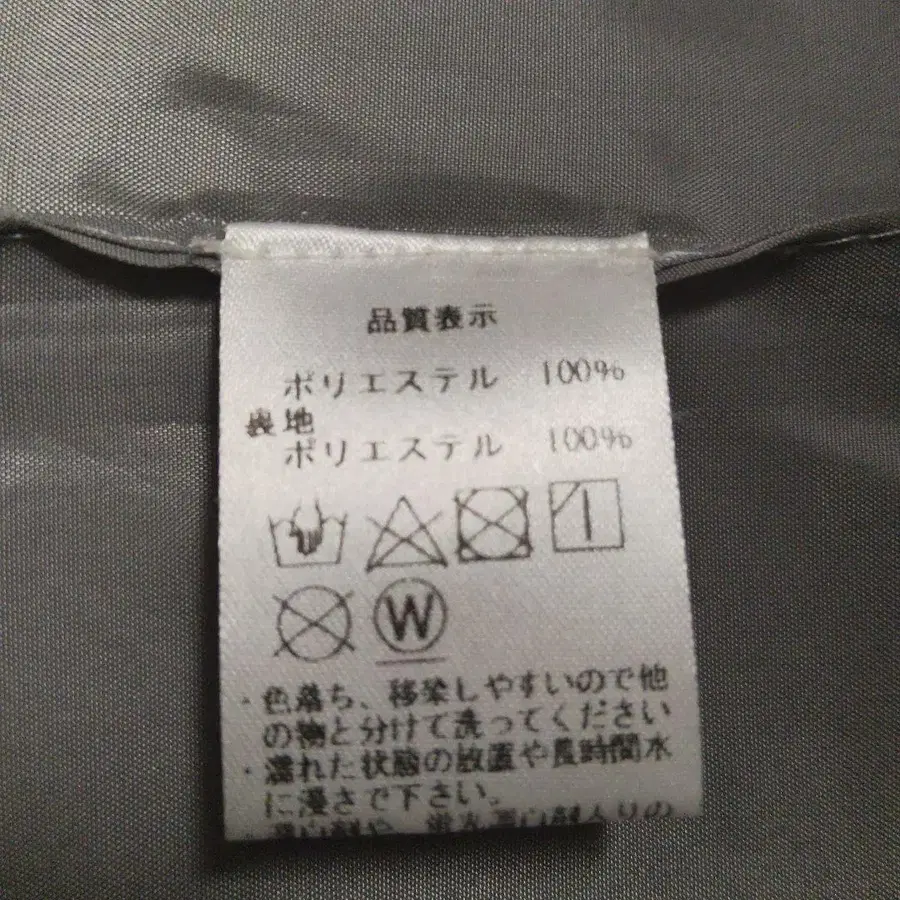 品質表示
ポリエステル 100%
裏地
ポリエステル 100%
W
・色落ち、移染しやすいので他
の物と分けて洗ってください
・濡れた状態の放置や長時間水
に浸さで下さい。